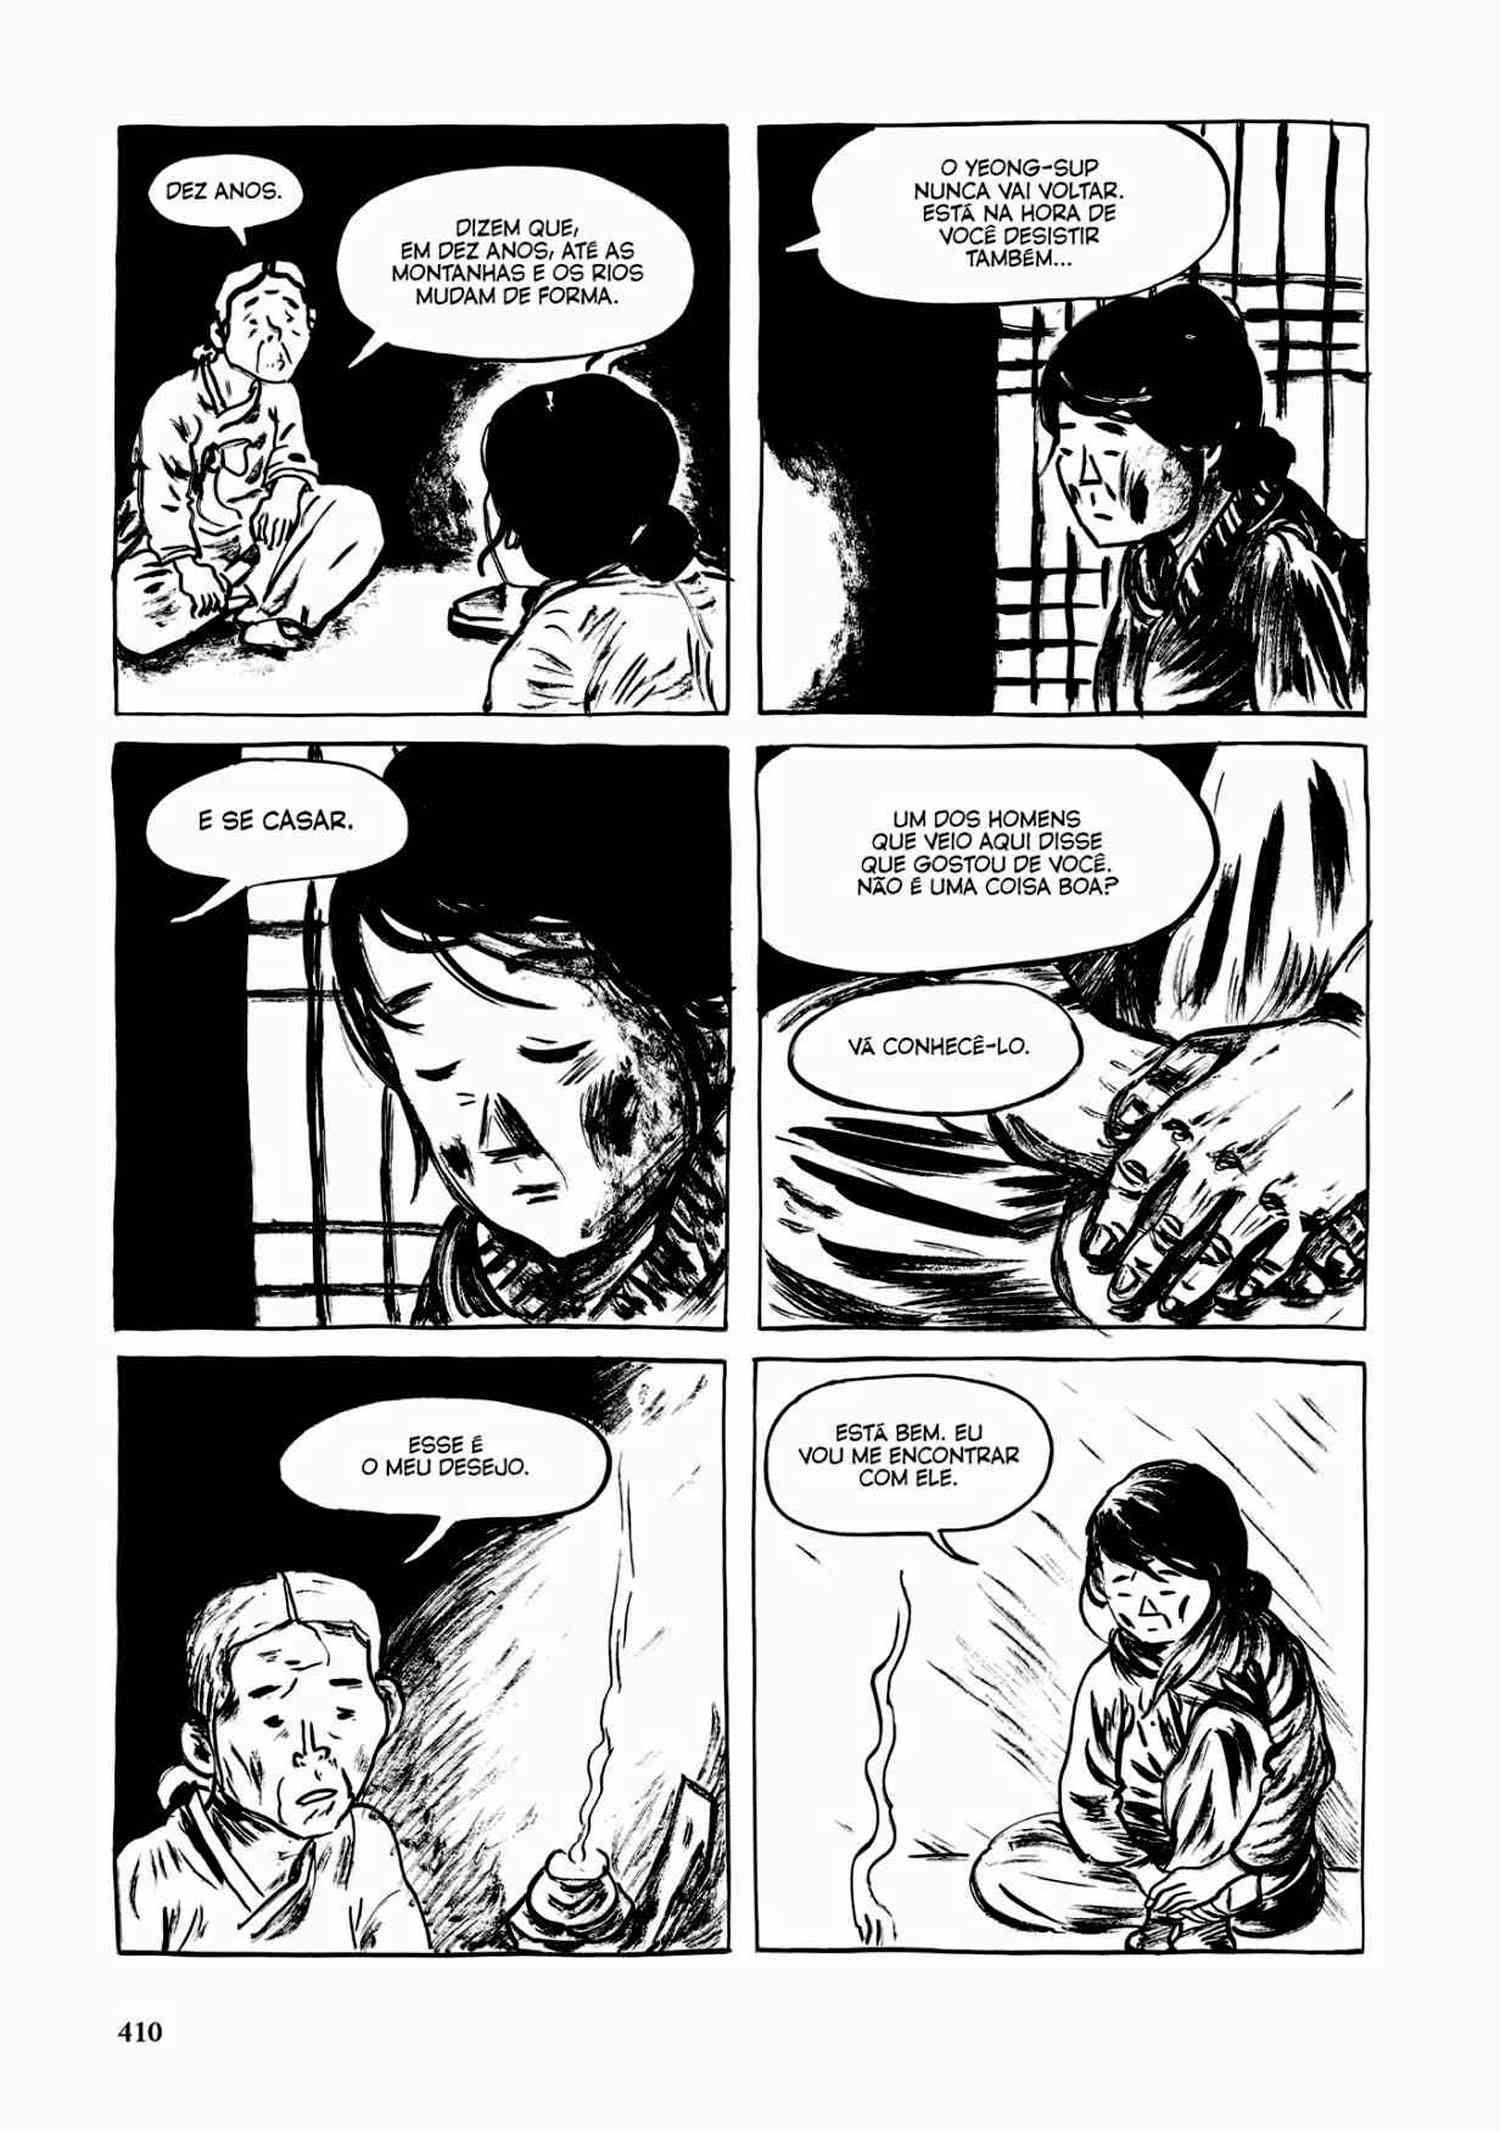 DEZ ANOS.
DIZEM QUE,
EM DEZ ANOS, ATÉ AS
MONTANHAS E OS RIOS
MUDAM DE FORMA.
O YEONG-SUP
NUNCA VAI VOLTAR.
ESTÁ NA HORA DE
VOCÊ DESISTIR
TAMBÉM...
E SE CASAR.
UM DOS HOMENS
QUE VEIO AQUI DISSE
QUE GOSTOU DE VOCÊ.
NÃO É UMA COISA BOA?
VÁ CONHECÊ-LO.
ESSE É
O MEU DESEJO.
ESTÁ BEM. EU
VOU ME ENCONTRAR
COM ELE.
410